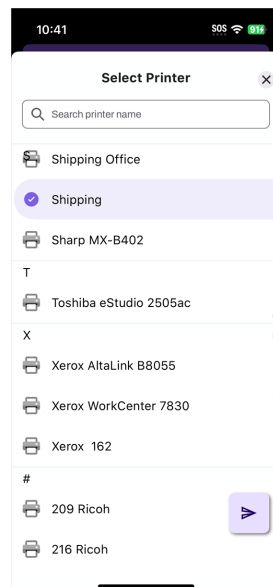 10:41
SOS
91
Select Printer
Search printer name
S
Shipping Office
Shipping
Sharp MX-B402
T
Toshiba eStudio 2505ac
X
Xerox AltaLink B8055
Xerox WorkCenter 7830
Xerox 162
#
209 Ricoh
216 Ricoh